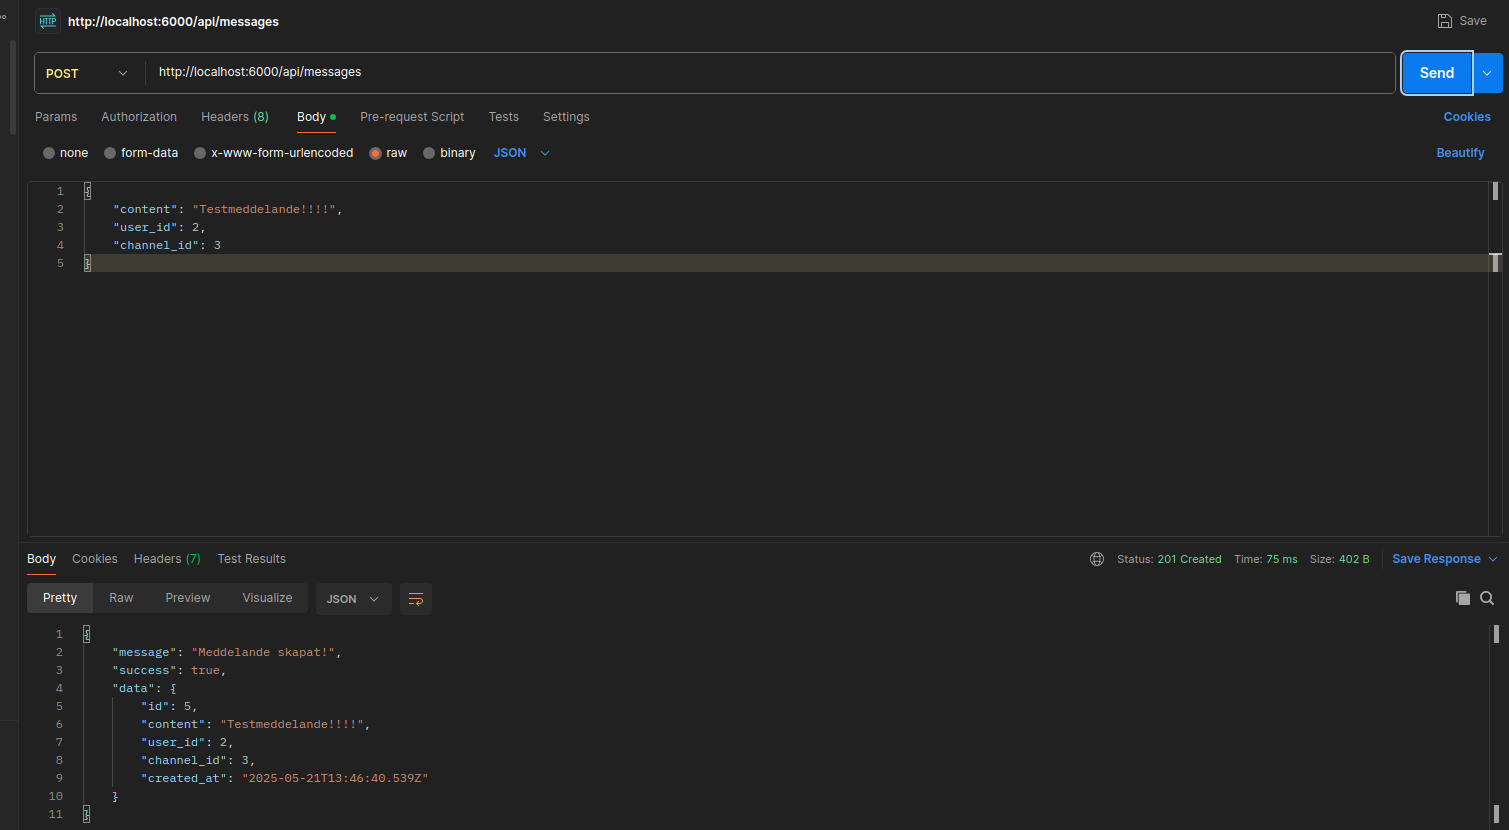 HTTP http://localhost:6000/api/messages Save
POST http://localhost:6000/api/messages Send
Params Authorization Headers (8) Body Pre-request Script Tests Settings Cookies
none form-data x-www-form-urlencoded raw binary JSON Beautify
1 {
2 "content": "Testmeddelande!!!!",
3 "user_id": 2,
4 "channel_id": 3
5 }
Body Cookies Headers (7) Test Results Status: 201 Created Time: 75 ms Size: 402 B Save Response
Pretty Raw Preview Visualize JSON
1 {
2 "message": "Meddelande skapat!",
3 "success": true,
4 "data": {
5 "id": 5,
6 "content": "Testmeddelande!!!!",
7 "user_id": 2,
8 "channel_id": 3,
9 "created_at": "2025-05-21T13:46:40.539Z"
10 }
11 }